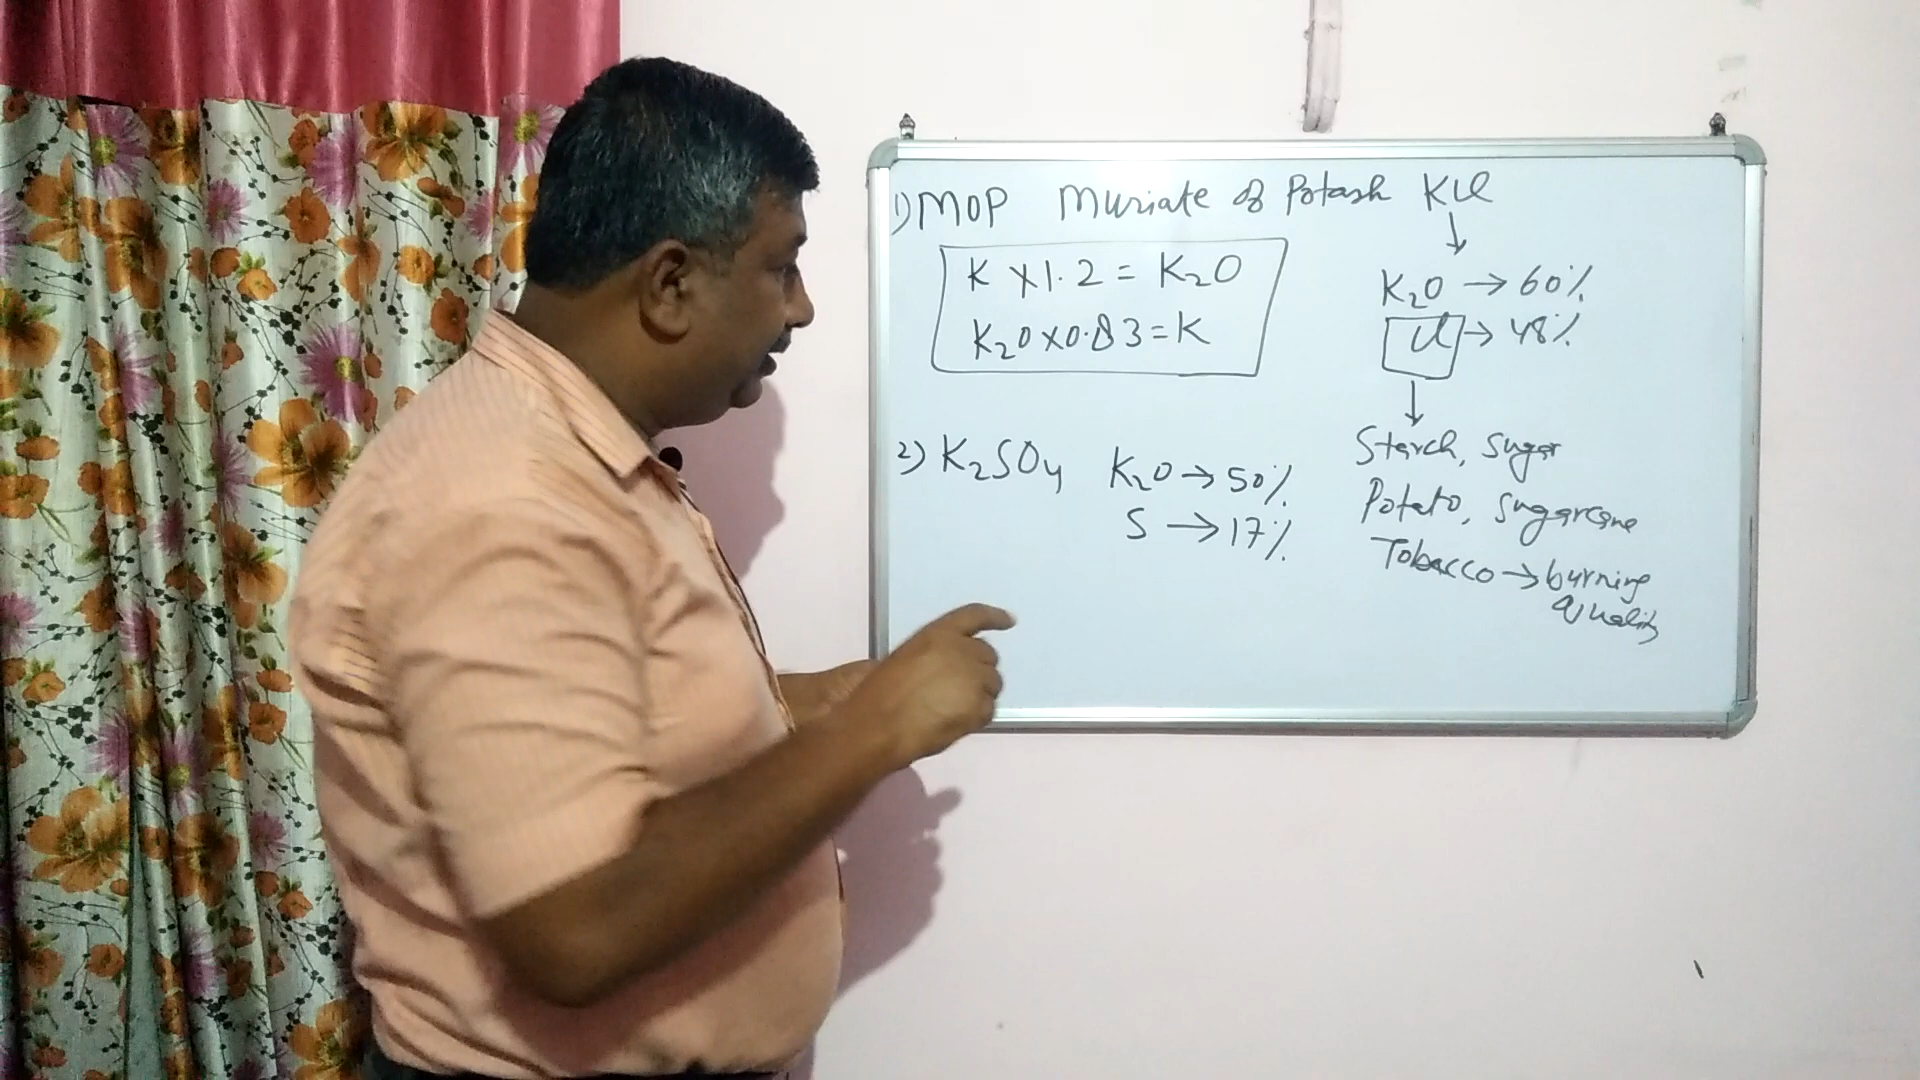 1) MOP Muriate of Potash KCl
↓
K x 1.2 = K₂O
K₂O x 0.83 = K
K₂O → 60%
Cl → 48%
↓
Starch, Sugar
Potato, Sugarcane
Tobacco → burning
quality
2) K₂SO₄ K₂O → 50%
S → 17%